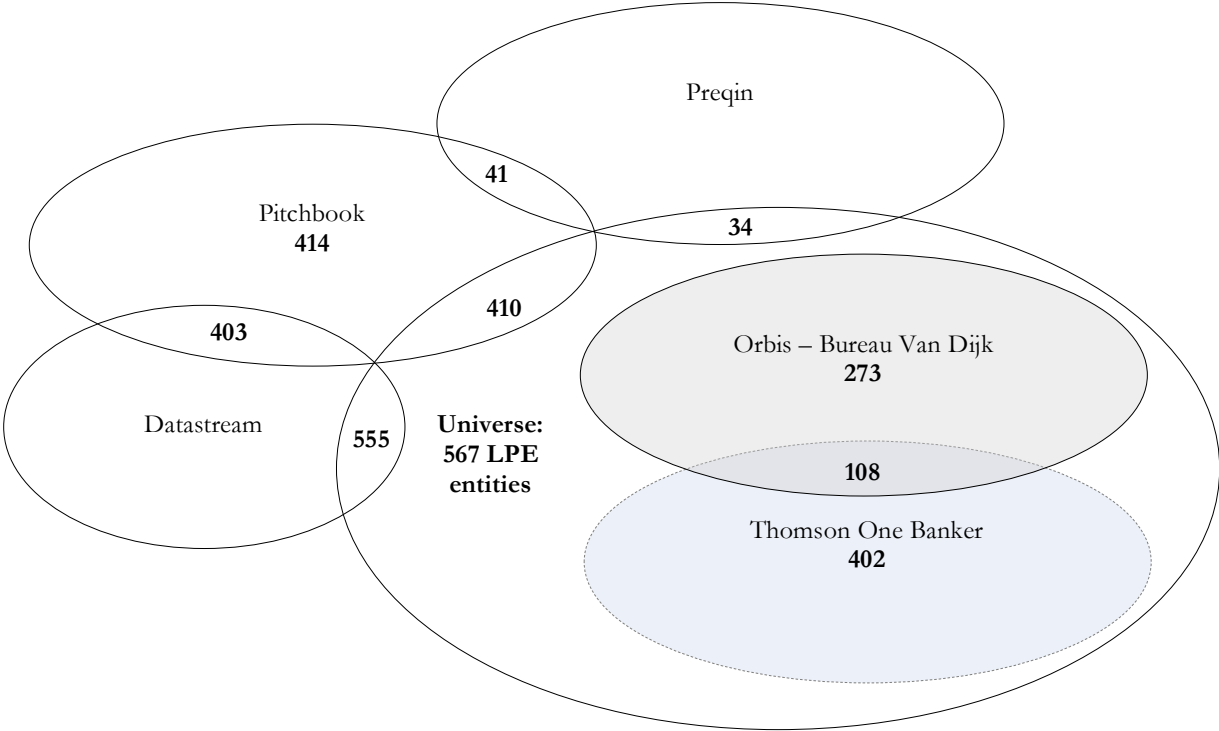 Preqin
41
Pitchbook
414
34
410
403
Orbis – Bureau Van Dijk
273
Datastream
555
Universe:
567 LPE
entities
108
Thomson One Banker
402